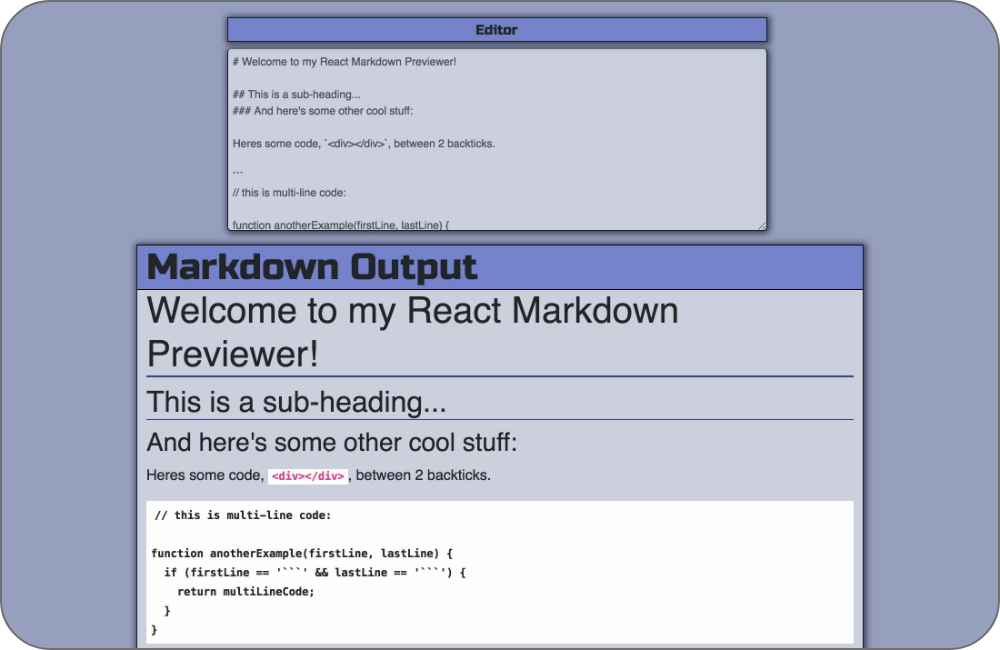 Editor
# Welcome to my React Markdown Previewer!
## This is a sub-heading...
### And here's some other cool stuff:
Heres some code, `<div></div>`, between 2 backticks.
```
// this is multi-line code:
function anotherExample(firstLine, lastLine) {
Markdown Output
Welcome to my React Markdown
Previewer!
This is a sub-heading...
And here's some other cool stuff:
Heres some code, <div></div>, between 2 backticks.
// this is multi-line code:
function anotherExample(firstLine, lastLine) {
  if (firstLine == '```' && lastLine == '```') {
    return multiLineCode;
  }
}